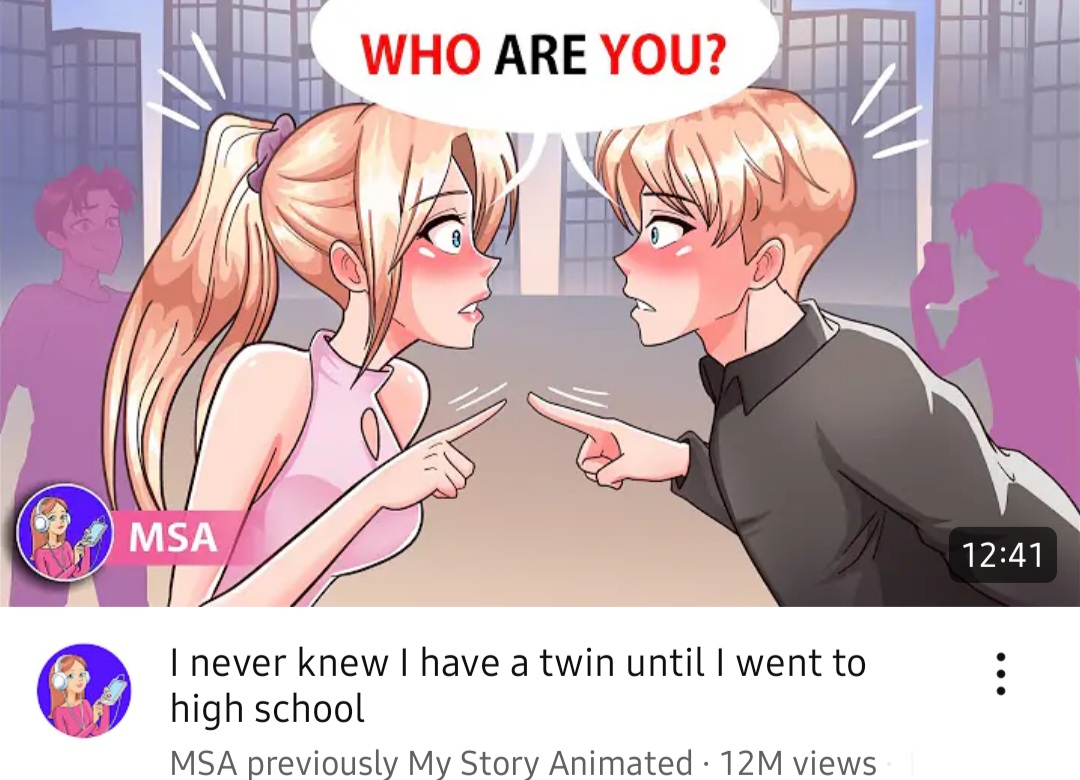 WHO ARE YOU?
MSA
12:41
I never knew I have a twin until I went to
high school
MSA previously My Story Animated · 12M views ·